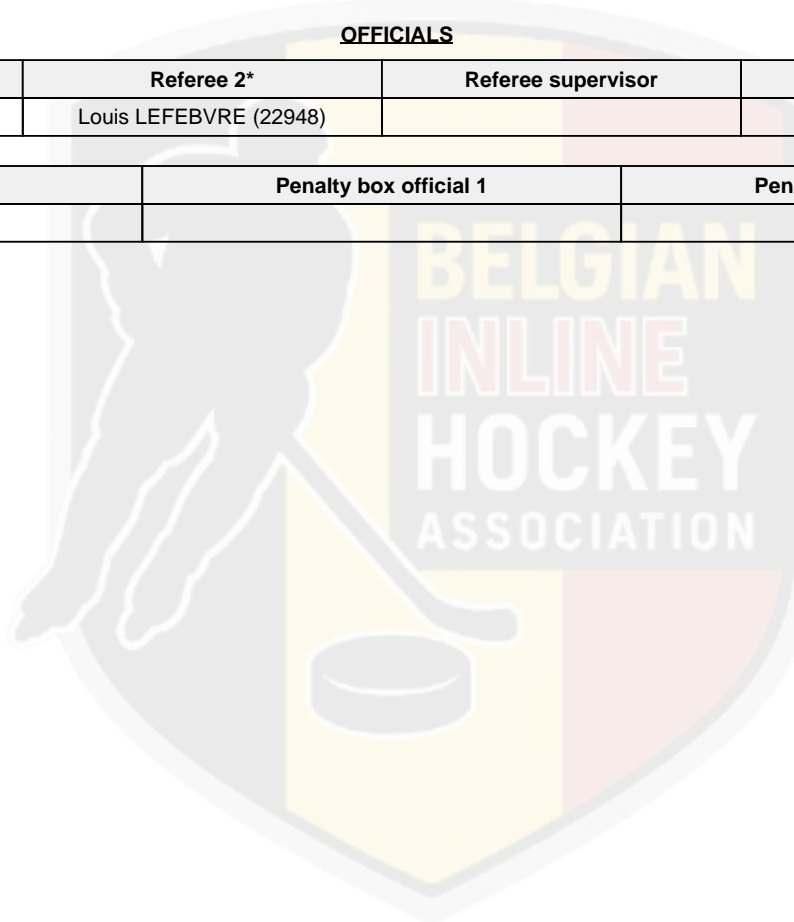 OFFICIALS
Referee 2* Referee supervisor
Louis LEFEBVRE (22948)
Penalty box official 1 Pen
BELGIAN
INLINE
HOCKEY
ASSOCIATION